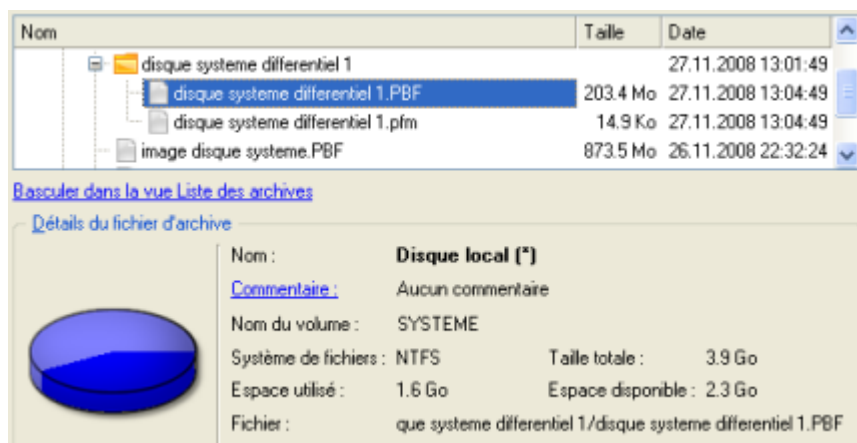 Nom Taille Date
disque systeme differentiel 1 27.11.2008 13:01:49
disque systeme differentiel 1.PBF 203.4 Mo 27.11.2008 13:04:49
disque systeme differentiel 1.pfm 14.9 Ko 27.11.2008 13:04:49
image disque systeme.PBF 873.5 Mo 26.11.2008 22:32:24
Basculer dans la vue Liste des archives
Détails du fichier d'archive
Nom : Disque local (*)
Commentaire : Aucun commentaire
Nom du volume : SYSTEME
Système de fichiers : NTFS Taille totale : 3.9 Go
Espace utilisé : 1.6 Go Espace disponible : 2.3 Go
Fichier : que systeme differentiel 1/disque systeme differentiel 1.PBF